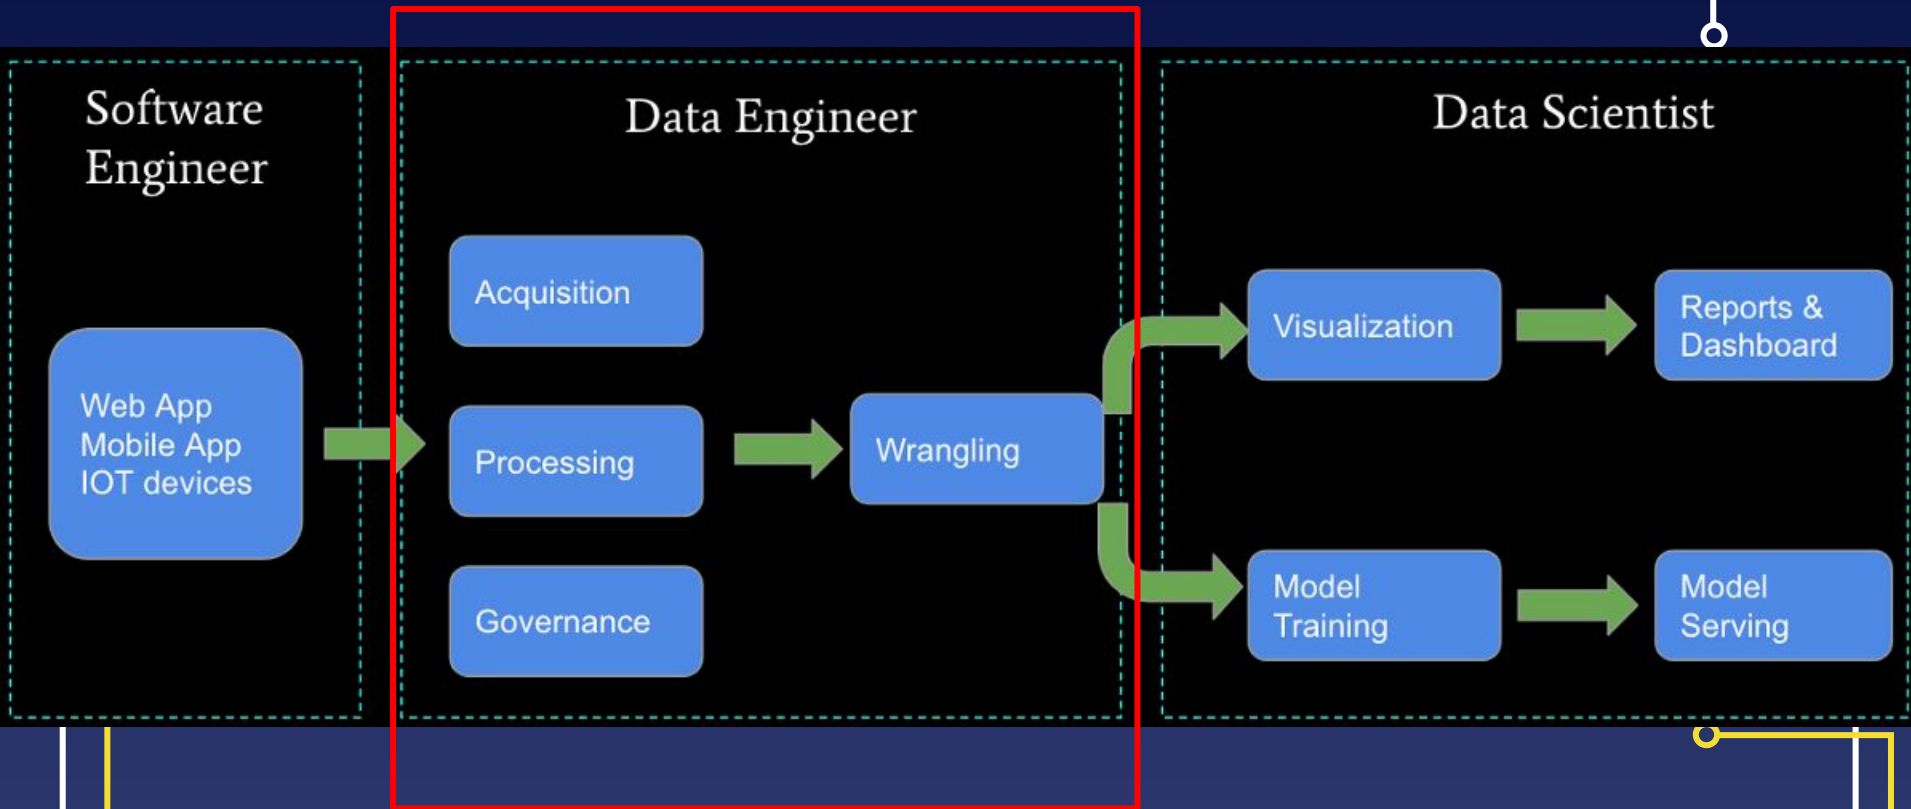 Software
Engineer
Web App
Mobile App
IOT devices
Data Engineer
Acquisition
Processing
Governance
Wrangling
Data Scientist
Visualization
Reports &
Dashboard
Model
Training
Model
Serving